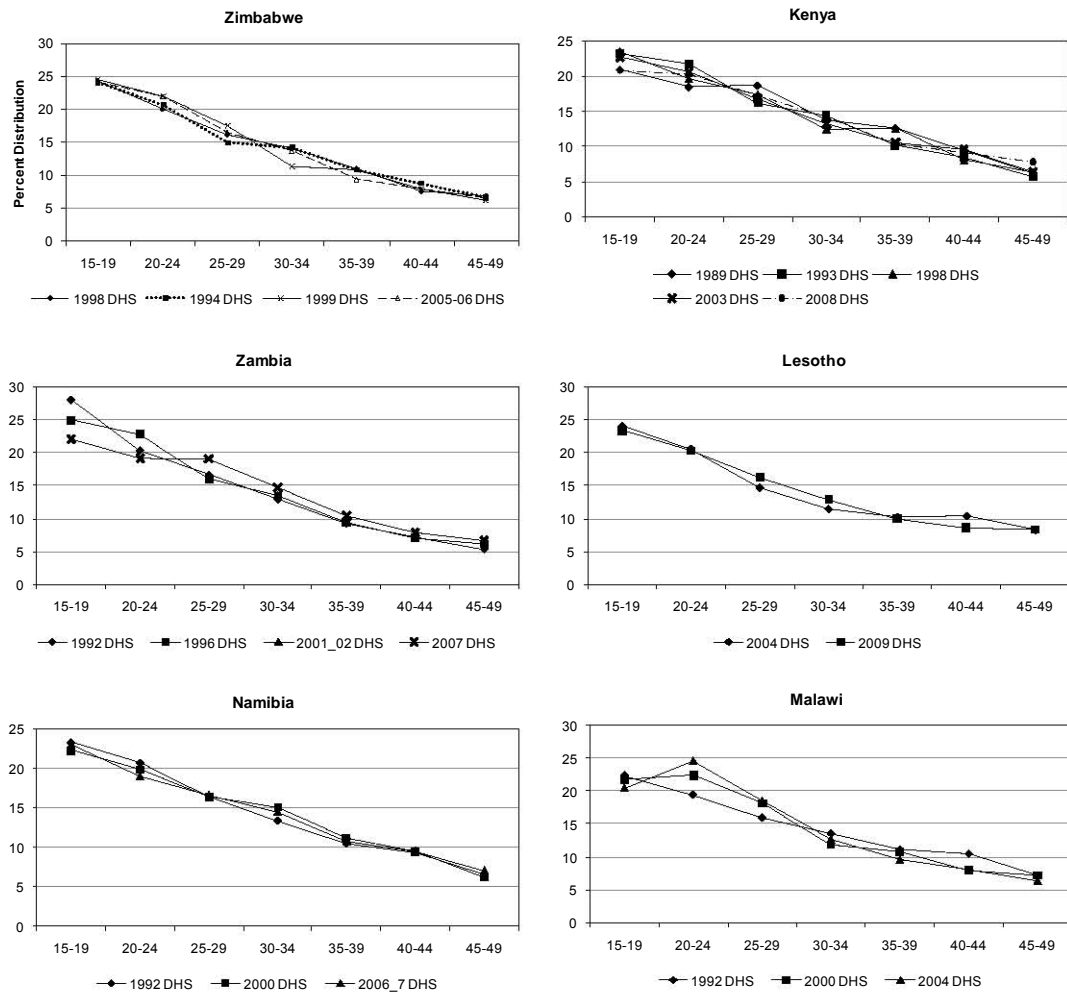 Zimbabwe
Percent Distribution
30
25
20
15
10
5
0
15-19 20-24 25-29 30-34 35-39 40-44 45-49
1998 DHS 1994 DHS 1999 DHS 2005-06 DHS
Kenya
25
20
15
10
5
0
15-19 20-24 25-29 30-34 35-39 40-44 45-49
1989 DHS 1993 DHS 1998 DHS
2003 DHS 2008 DHS
Zambia
30
25
20
15
10
5
0
15-19 20-24 25-29 30-34 35-39 40-44 45-49
1992 DHS 1996 DHS 2001_02 DHS 2007 DHS
Lesotho
30
25
20
15
10
5
0
15-19 20-24 25-29 30-34 35-39 40-44 45-49
2004 DHS 2009 DHS
Namibia
25
20
15
10
5
0
15-19 20-24 25-29 30-34 35-39 40-44 45-49
1992 DHS 2000 DHS 2006_7 DHS
Malawi
30
25
20
15
10
5
0
15-19 20-24 25-29 30-34 35-39 40-44 45-49
1992 DHS 2000 DHS 2004 DHS